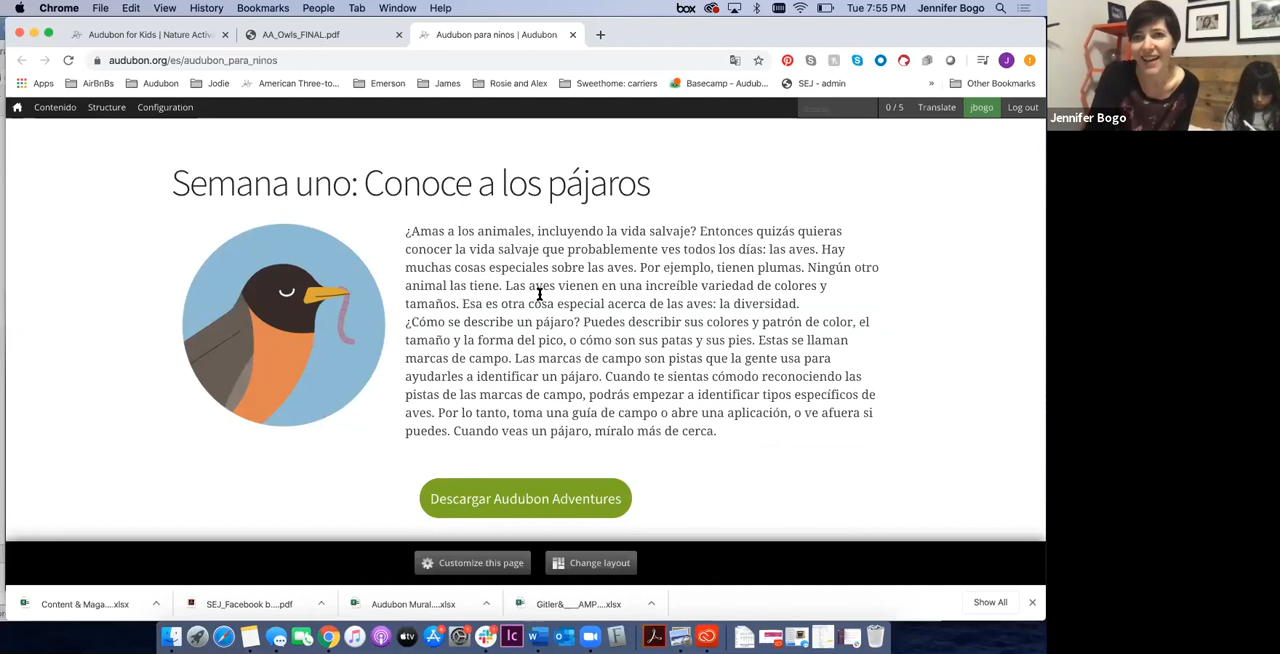 Chrome File Edit View History Bookmarks People Tab Window Help
box Tue 7:55 PM Jennifer Bogo
Audubon for Kids | Nature Activ
AA_Owls_FINAL.pdf
Audubon para ninos | Audubon
audubon.org/es/audubon_para_ninos
Apps AirBnBs Audubon Jodie American Three-to... Emerson James Rosie and Alex Sweethome: carriers Basecamp - Audub... SEJ - admin » Other Bookmarks
Contenido Structure Configuration
0 / 5 Translate jbogo Log out
Jennifer Bogo
Semana uno: Conoce a los pájaros
¿Amas a los animales, incluyendo la vida salvaje? Entonces quizás quieras
conocer la vida salvaje que probablemente ves todos los días: las aves. Hay
muchas cosas especiales sobre las aves. Por ejemplo, tienen plumas. Ningún otro
animal las tiene. Las aves vienen en una increíble variedad de colores y
tamaños. Esa es otra cosa especial acerca de las aves: la diversidad.
¿Cómo se describe un pájaro? Puedes describir sus colores y patrón de color, el
tamaño y la forma del pico, o cómo son sus patas y sus pies. Estas se llaman
marcas de campo. Las marcas de campo son pistas que la gente usa para
ayudarles a identificar un pájaro. Cuando te sientas cómodo reconociendo las
pistas de las marcas de campo, podrás empezar a identificar tipos específicos de
aves. Por lo tanto, toma una guía de campo o abre una aplicación, o ve afuera si
puedes. Cuando veas un pájaro, míralo más de cerca.
Descargar Audubon Adventures
Customize this page
Change layout
Content & Maga....xlsx
SEJ_Facebook b....pdf
Audubon Mural....xlsx
Gitler&___AMP....xlsx
Show All